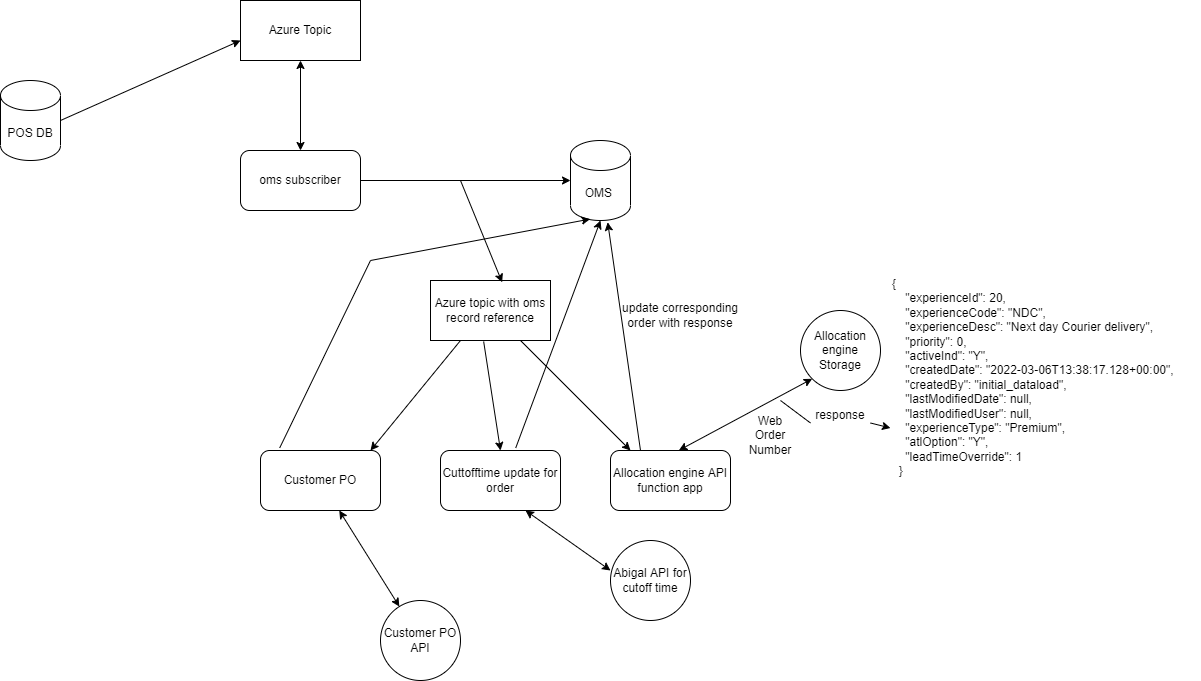 Azure Topic
POS DB
oms subscriber
OMS
Azure topic with oms
record reference
update corresponding
order with response
Allocation
engine
Storage
{
"experienceId": 20,
"experienceCode": "NDC",
"experienceDesc": "Next day Courier delivery",
"priority": 0,
"activeInd": "Y",
"createdDate": "2022-03-06T13:38:17.128+00:00",
"createdBy": "initial_dataload",
"lastModifiedDate": null,
"lastModifiedUser": null,
"experienceType": "Premium",
"atlOption": "Y",
"leadTimeOverride": 1
}
response
Web
Order
Number
Customer PO
Cuttofftime update for
order
Allocation engine API
function app
Abigal API for
cutoff time
Customer PO
API